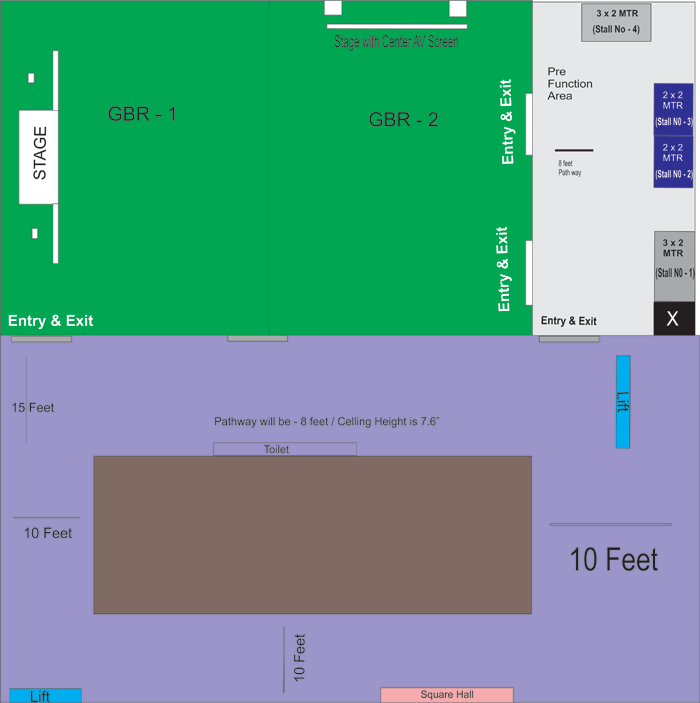 3 x 2 MTR
(Stall No - 4)
Stage with Center AV Screen
Pre
Function
Area
GBR - 1
GBR - 2
Entry & Exit
2 x 2
MTR
(Stall N0 - 3)
STAGE
2 x 2
MTR
(Stall N0 - 2)
8 feet
Path way
Entry & Exit
3 x 2
MTR
(Stall N0 - 1)
Entry & Exit
Entry & Exit
X
Lift
15 Feet
Pathway will be - 8 feet / Celling Height is 7.6"
Toilet
10 Feet
10 Feet
10 Feet
Lift
Square Hall